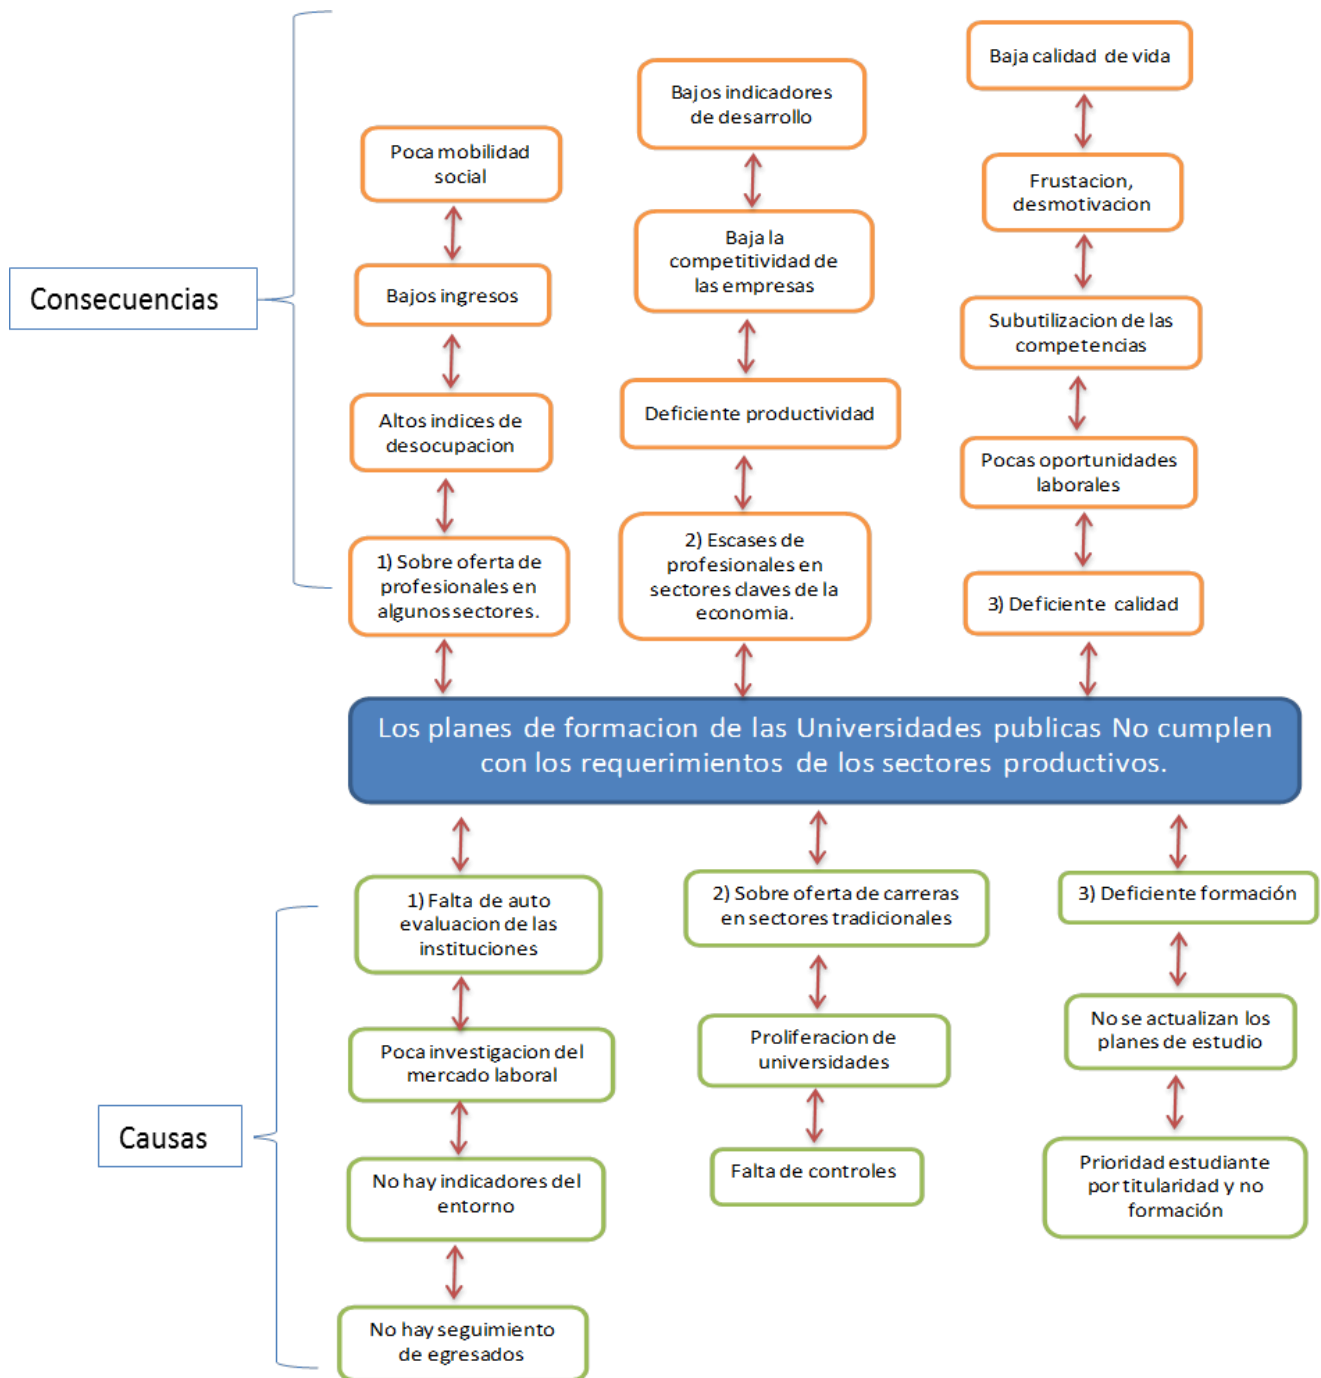 Consecuencias
Poca mobilidad
social
Bajos ingresos
Altos indices de
desocupacion
1) Sobre oferta de
profesionales en
algunos sectores.
Bajos indicadores
de desarrollo
Baja la
competitividad de
las empresas
Deficiente productividad
2) Escases de
profesionales en
sectores claves de la
economia.
Baja calidad de vida
Frustacion,
desmotivacion
Subutilizacion de las
competencias
Pocas oportunidades
laborales
3) Deficiente calidad
Los planes de formacion de las Universidades publicas No cumplen
con los requerimientos de los sectores productivos.
Causas
1) Falta de auto
evaluacion de las
instituciones
Poca investigacion del
mercado laboral
No hay indicadores del
entorno
No hay seguimiento
de egresados
2) Sobre oferta de carreras
en sectores tradicionales
Proliferacion de
universidades
Falta de controles
3) Deficiente formación
No se actualizan los
planes de estudio
Prioridad estudiante
por titularidad y no
formación